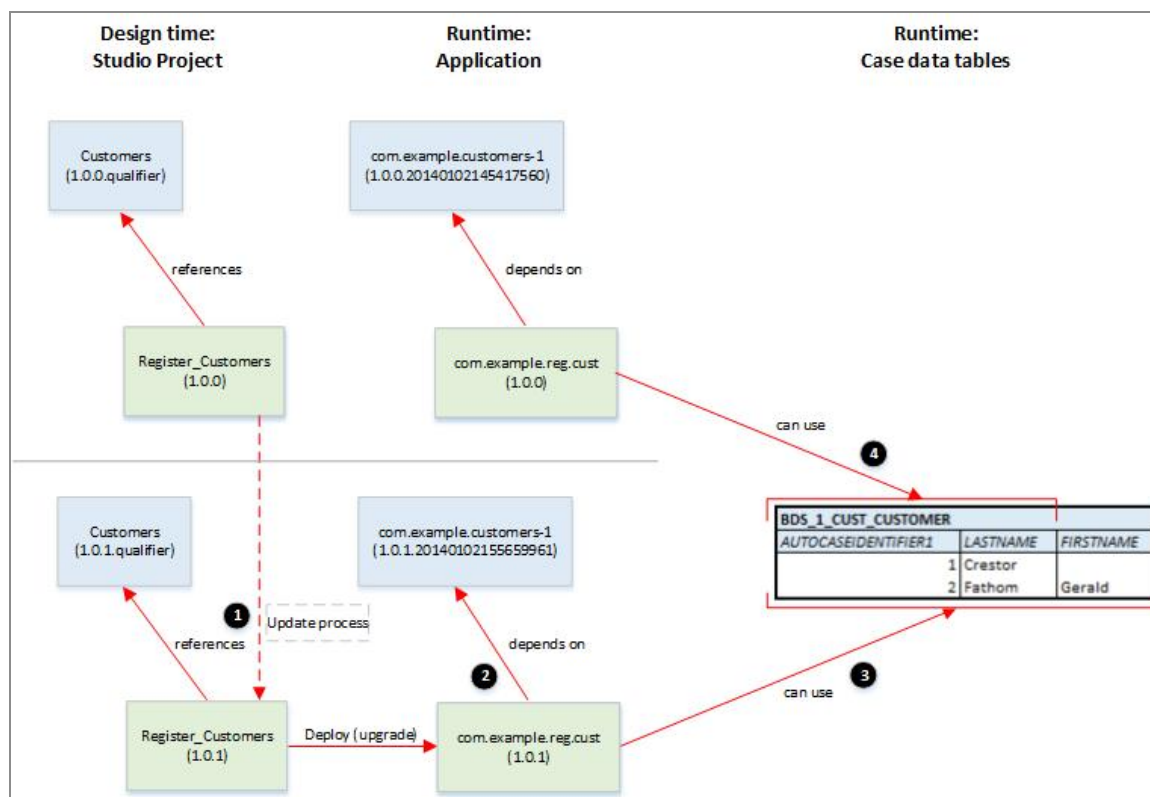 Design time:
Studio Project
Runtime:
Application
Runtime:
Case data tables
Customers
(1.0.0.qualifier)
com.example.customers-1
(1.0.0.20140102145417560)
references
depends on
Register_Customers
(1.0.0)
com.example.reg.cust
(1.0.0)
can use
4
Customers
(1.0.1.qualifier)
com.example.customers-1
(1.0.1.20140102155659961)
BDS_1_CUST_CUSTOMER
AUTOCASEIDENTIFIER1 LASTNAME FIRSTNAME
1 Crestor
2 Fathom Gerald
1
Update process
references
depends on
2
3
can use
Register_Customers
(1.0.1)
Deploy (upgrade)
com.example.reg.cust
(1.0.1)